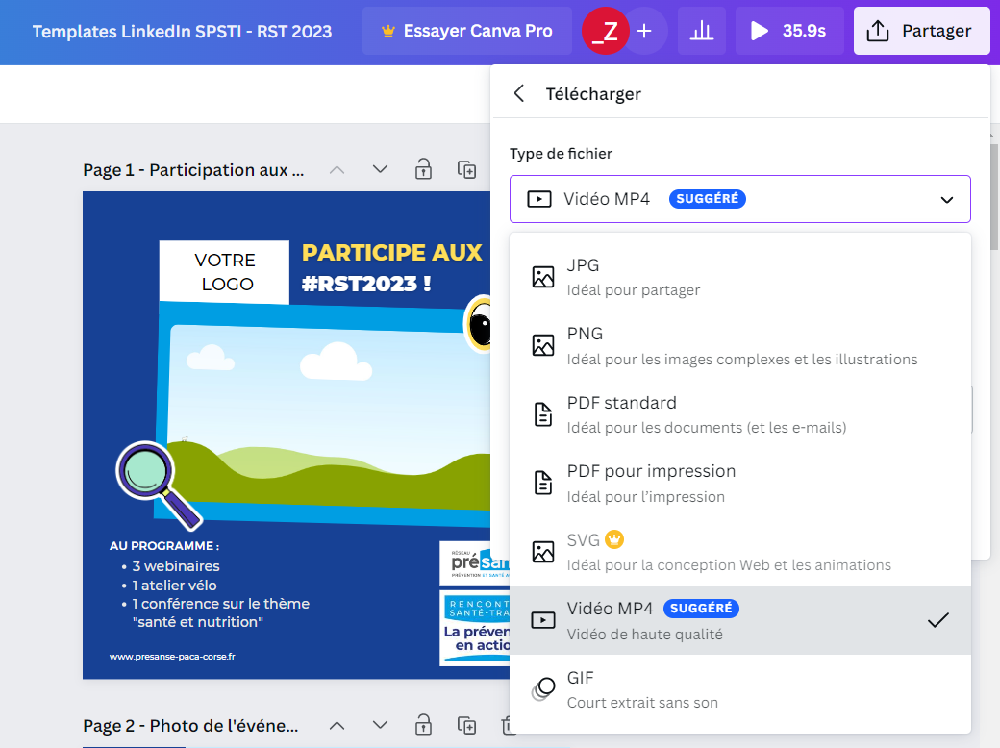 Templates LinkedIn SPSTI - RST 2023
Essayer Canva Pro
_Z
+
35.9s
Partager
Télécharger
Type de fichier
Vidéo MP4 SUGGÉRÉ
JPG
Idéal pour partager
PNG
Idéal pour les images complexes et les illustrations
PDF standard
Idéal pour les documents (et les e-mails)
PDF pour impression
Idéal pour l'impression
SVG
Idéal pour la conception Web et les animations
Vidéo MP4 SUGGÉRÉ
Vidéo de haute qualité
GIF
Court extrait sans son
Page 1 - Participation aux ...
VOTRE
LOGO
PARTICIPE AUX
#RST2023 !
AU PROGRAMME :
• 3 webinaires
• 1 atelier vélo
• 1 conférence sur le thème
"santé et nutrition"
www.presanse-paca-corse.fr
RÉSEAU
présan
PRÉVENTION ET SANTÉ A
RENCONT
SANTÉ-TRA
La préven
en actio
Page 2 - Photo de l'événe...